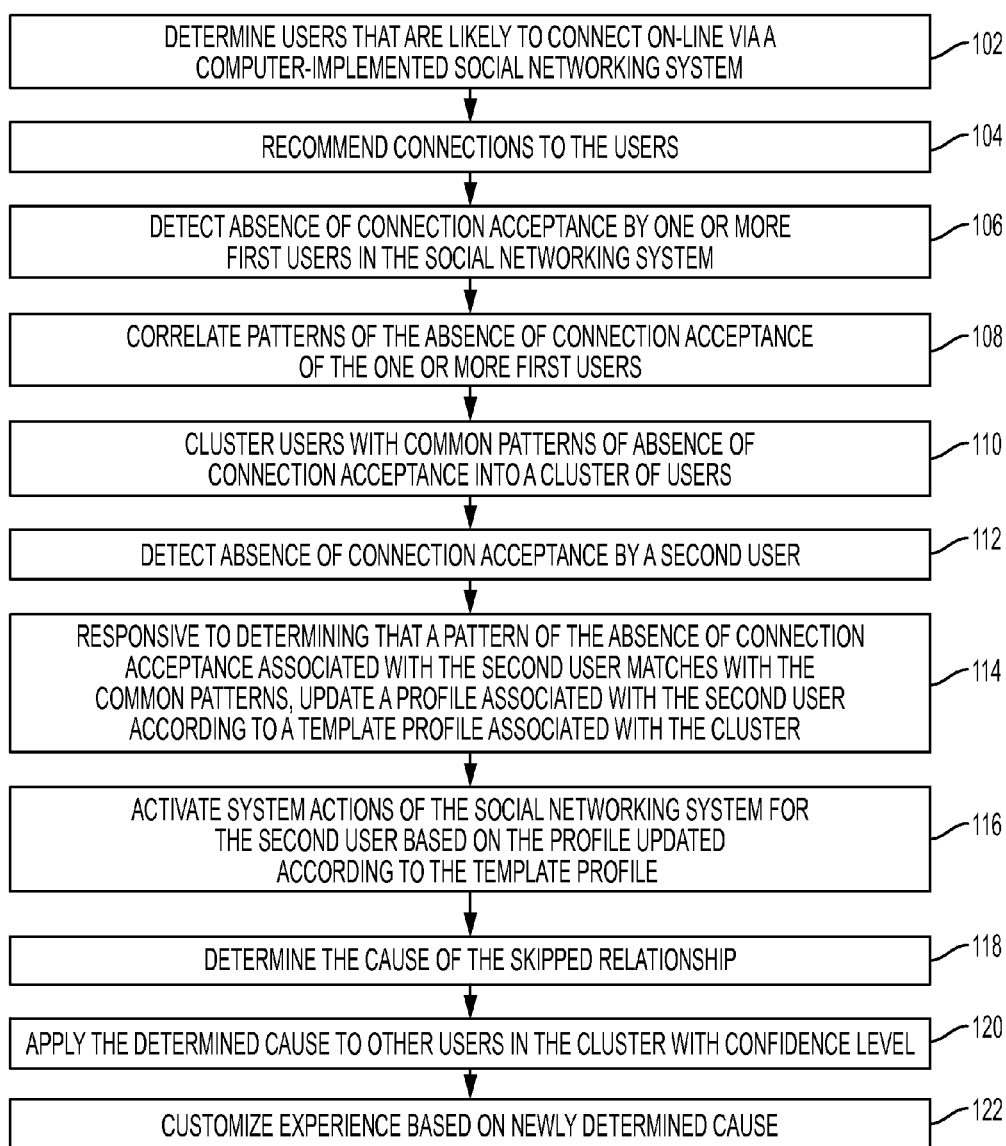 DETERMINE USERS THAT ARE LIKELY TO CONNECT ON-LINE VIA A
COMPUTER-IMPLEMENTED SOCIAL NETWORKING SYSTEM
102
RECOMMEND CONNECTIONS TO THE USERS
104
DETECT ABSENCE OF CONNECTION ACCEPTANCE BY ONE OR MORE
FIRST USERS IN THE SOCIAL NETWORKING SYSTEM
106
CORRELATE PATTERNS OF THE ABSENCE OF CONNECTION ACCEPTANCE
OF THE ONE OR MORE FIRST USERS
108
CLUSTER USERS WITH COMMON PATTERNS OF ABSENCE OF
CONNECTION ACCEPTANCE INTO A CLUSTER OF USERS
110
DETECT ABSENCE OF CONNECTION ACCEPTANCE BY A SECOND USER
112
RESPONSIVE TO DETERMINING THAT A PATTERN OF THE ABSENCE OF CONNECTION
ACCEPTANCE ASSOCIATED WITH THE SECOND USER MATCHES WITH THE
COMMON PATTERNS, UPDATE A PROFILE ASSOCIATED WITH THE SECOND USER
ACCORDING TO A TEMPLATE PROFILE ASSOCIATED WITH THE CLUSTER
114
ACTIVATE SYSTEM ACTIONS OF THE SOCIAL NETWORKING SYSTEM FOR
THE SECOND USER BASED ON THE PROFILE UPDATED
ACCORDING TO THE TEMPLATE PROFILE
116
DETERMINE THE CAUSE OF THE SKIPPED RELATIONSHIP
118
APPLY THE DETERMINED CAUSE TO OTHER USERS IN THE CLUSTER WITH CONFIDENCE LEVEL
120
CUSTOMIZE EXPERIENCE BASED ON NEWLY DETERMINED CAUSE
122